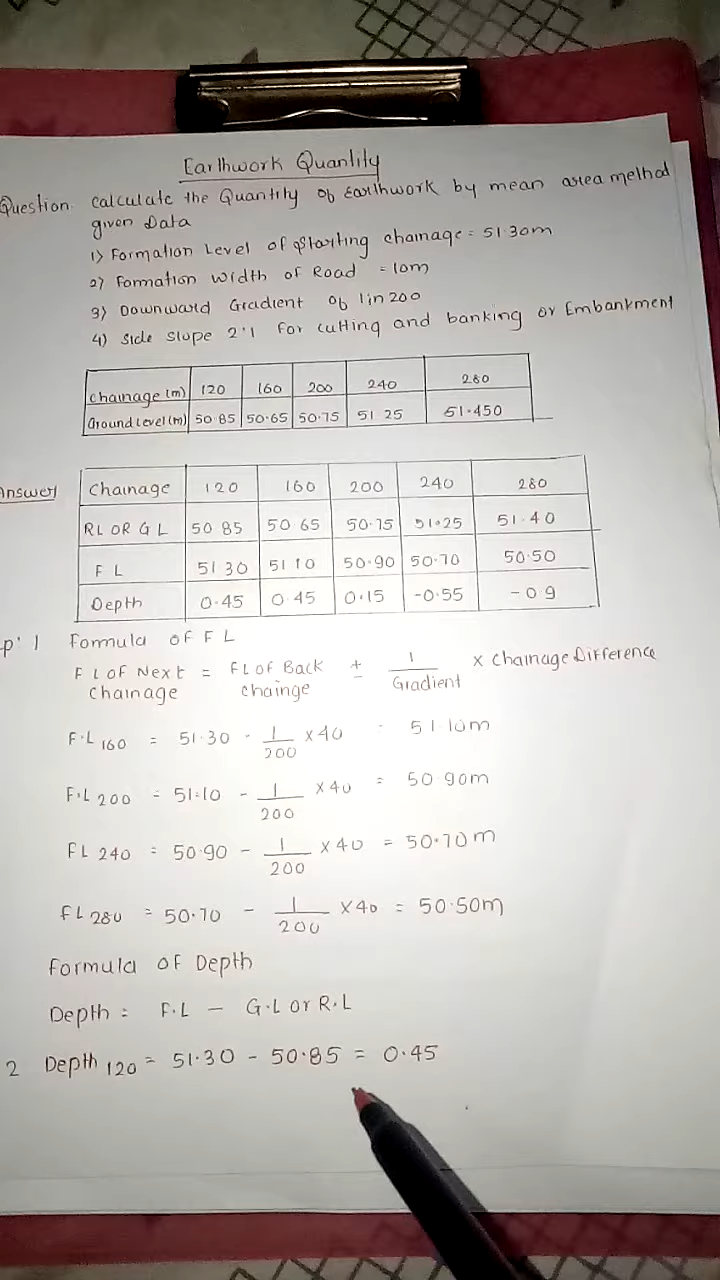 Earthwork Quantity
Question. calculate the Quantity of Earthwork by mean area method
given Data
1) Formation Level of Starting chainage = 51.30m
2) Formation width of Road = 10m
3) Downward Gradient of 1 in 200
4) Side Slope 2:1 For cutting and banking or Embankment
Chainage (m) 120 160 200 240 280
Ground Level (m) 50.85 50.65 50.75 51.25 51.450
Answer Chainage 120 160 200 240 280
RL OR G L 50.85 50.65 50.75 51.25 51.40
F L 51.30 51.10 50.90 50.70 50.50
Depth 0.45 0.45 0.15 -0.55 -0.9
p: 1 Formula OF F L
F L OF Next = F L OF Back ± 1 x Chainage Difference
Chainage chainge Gradient
F.L 160 = 51.30 - 1 x 40 = 51.10m
200
F.L 200 = 51.10 - 1 x 40 = 50.90m
200
FL 240 = 50.90 - 1 x 40 = 50.70m
200
FL 280 = 50.70 - 1 x 40 = 50.50m
200
Formula OF Depth
Depth = F.L - G.L or R.L
2 Depth 120 = 51.30 - 50.85 = 0.45